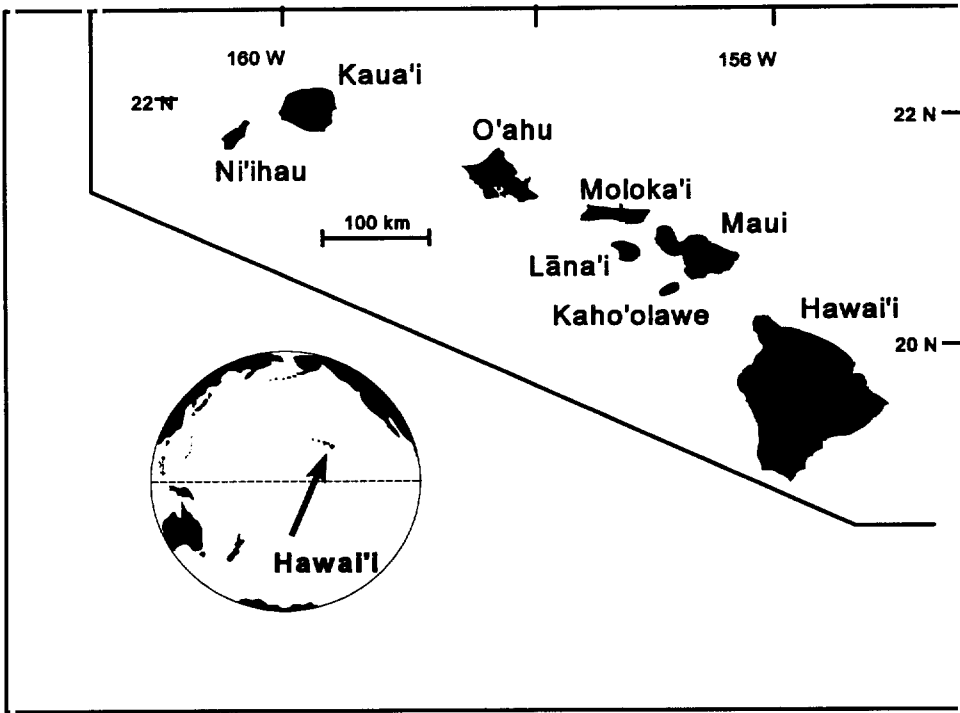 160 W
156 W
Kaua'i
22 N
22 N
O'ahu
Ni'ihau
Moloka'i
100 km
Maui
Lāna'i
Kaho'olawe
Hawai'i
20 N
Hawai'i